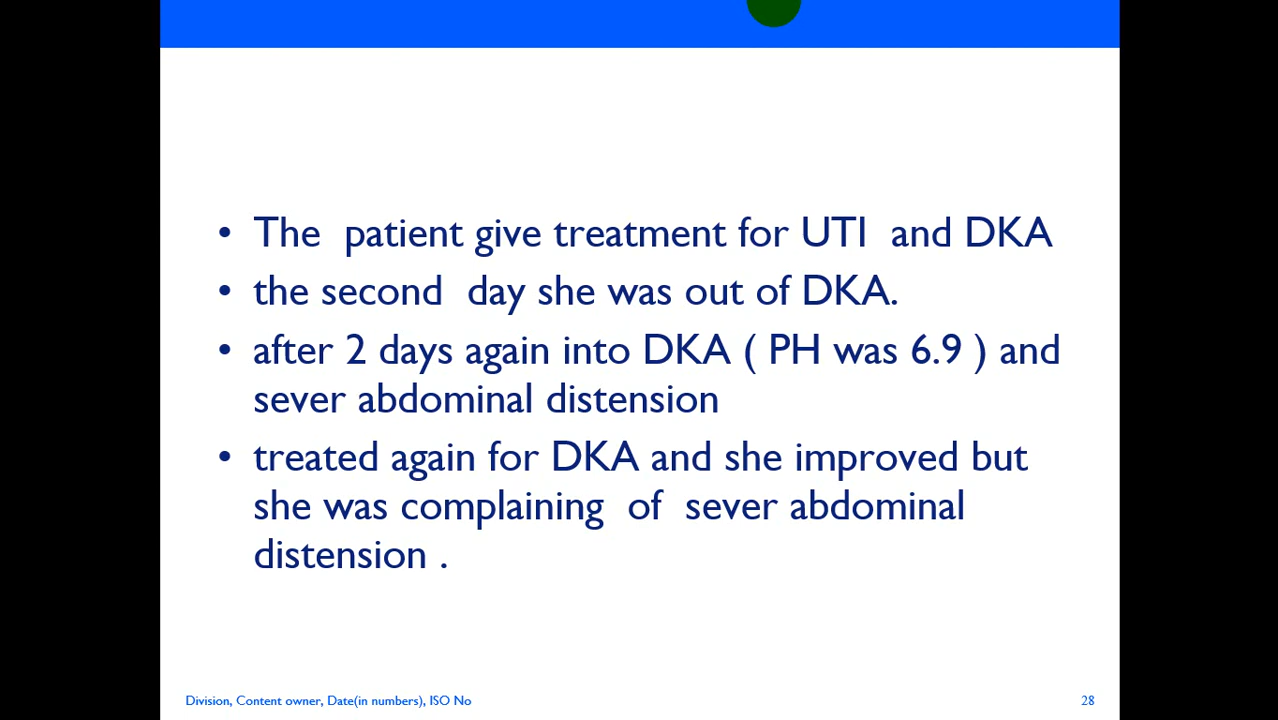 • The patient give treatment for UTI and DKA
• the second day she was out of DKA.
• after 2 days again into DKA ( PH was 6.9 ) and
sever abdominal distension
• treated again for DKA and she improved but
she was complaining of sever abdominal
distension .
Division, Content owner, Date(in numbers), ISO No
28